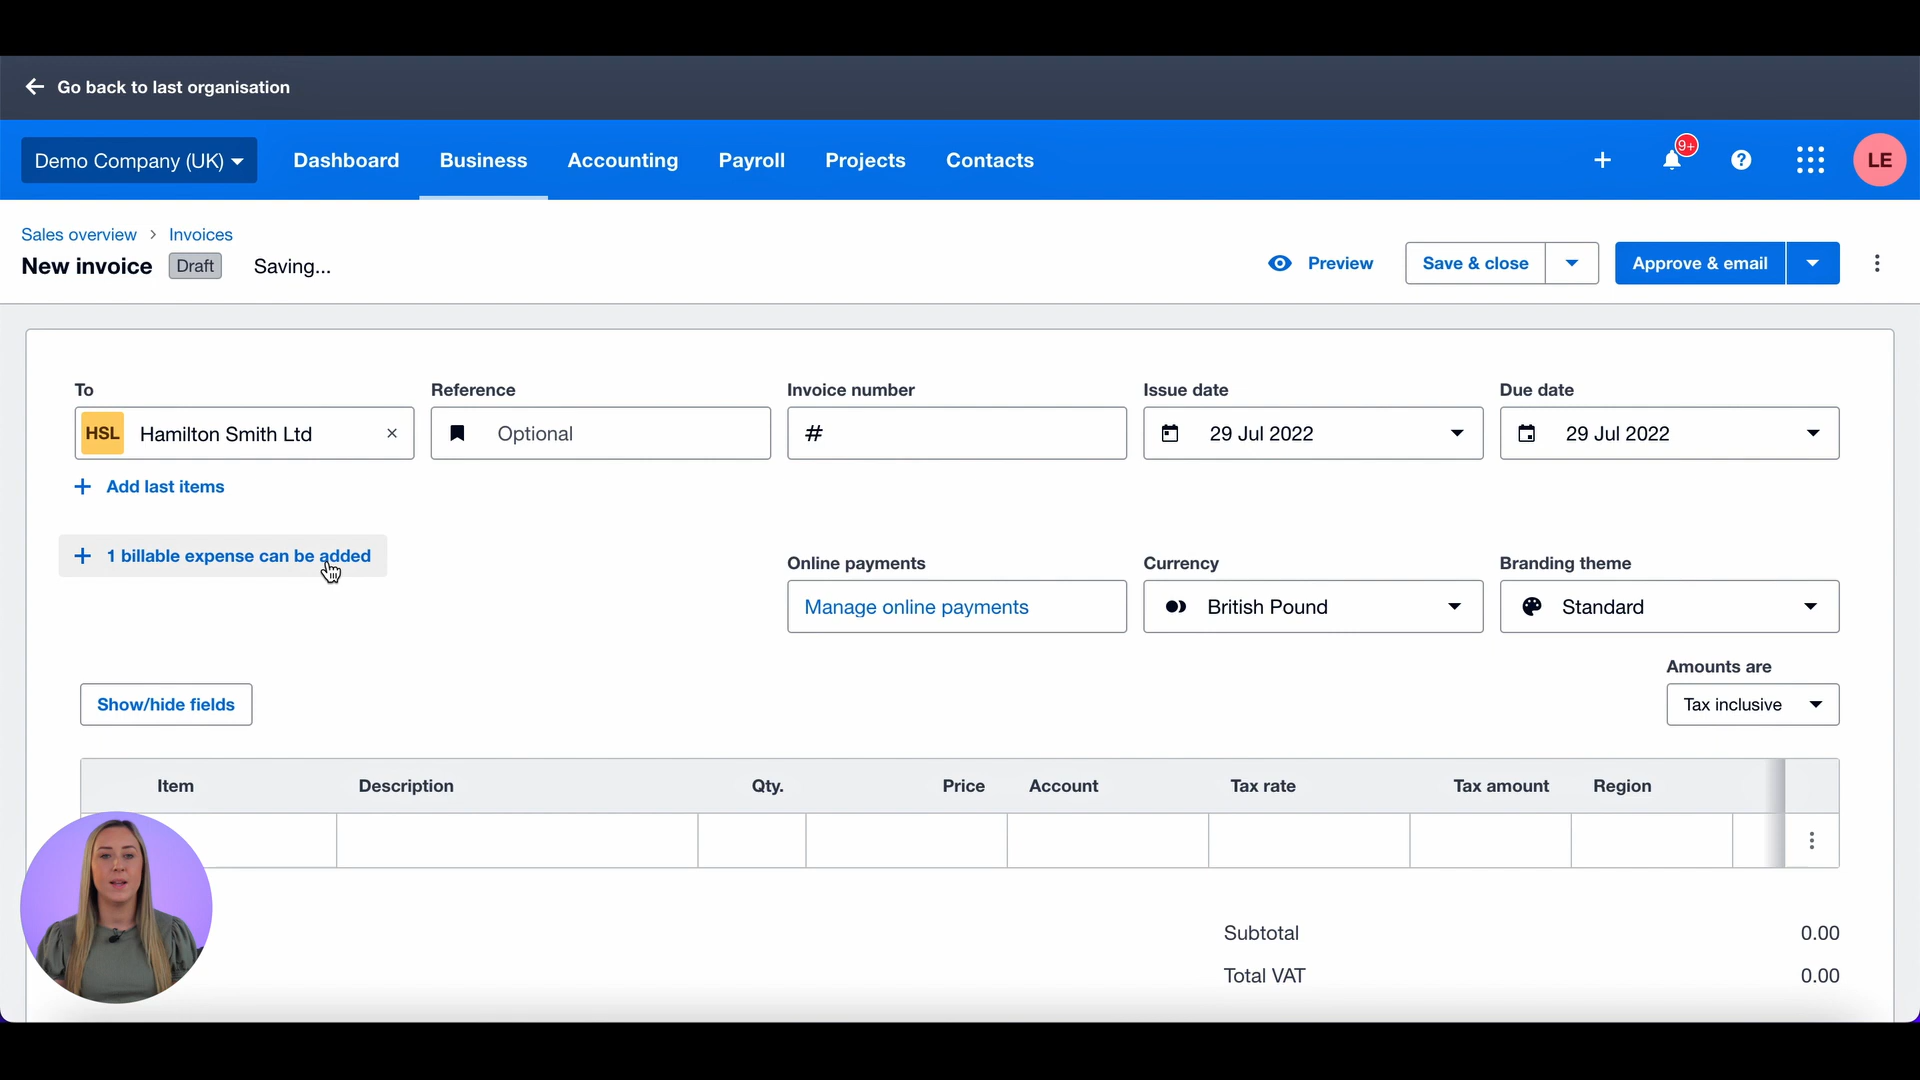 Go back to last organisation
Demo Company (UK) Dashboard Business Accounting Payroll Projects Contacts 9+ LE
Sales overview Invoices
New invoice Draft Saving... Preview Save & close Approve & email
To Reference Invoice number Issue date Due date
HSL Hamilton Smith Ltd Optional # 29 Jul 2022 29 Jul 2022
Add last items
1 billable expense can be added
Online payments Currency Branding theme
Manage online payments British Pound Standard
Amounts are
Show/hide fields Tax inclusive
Item Description Qty. Price Account Tax rate Tax amount Region
Subtotal 0.00
Total VAT 0.00